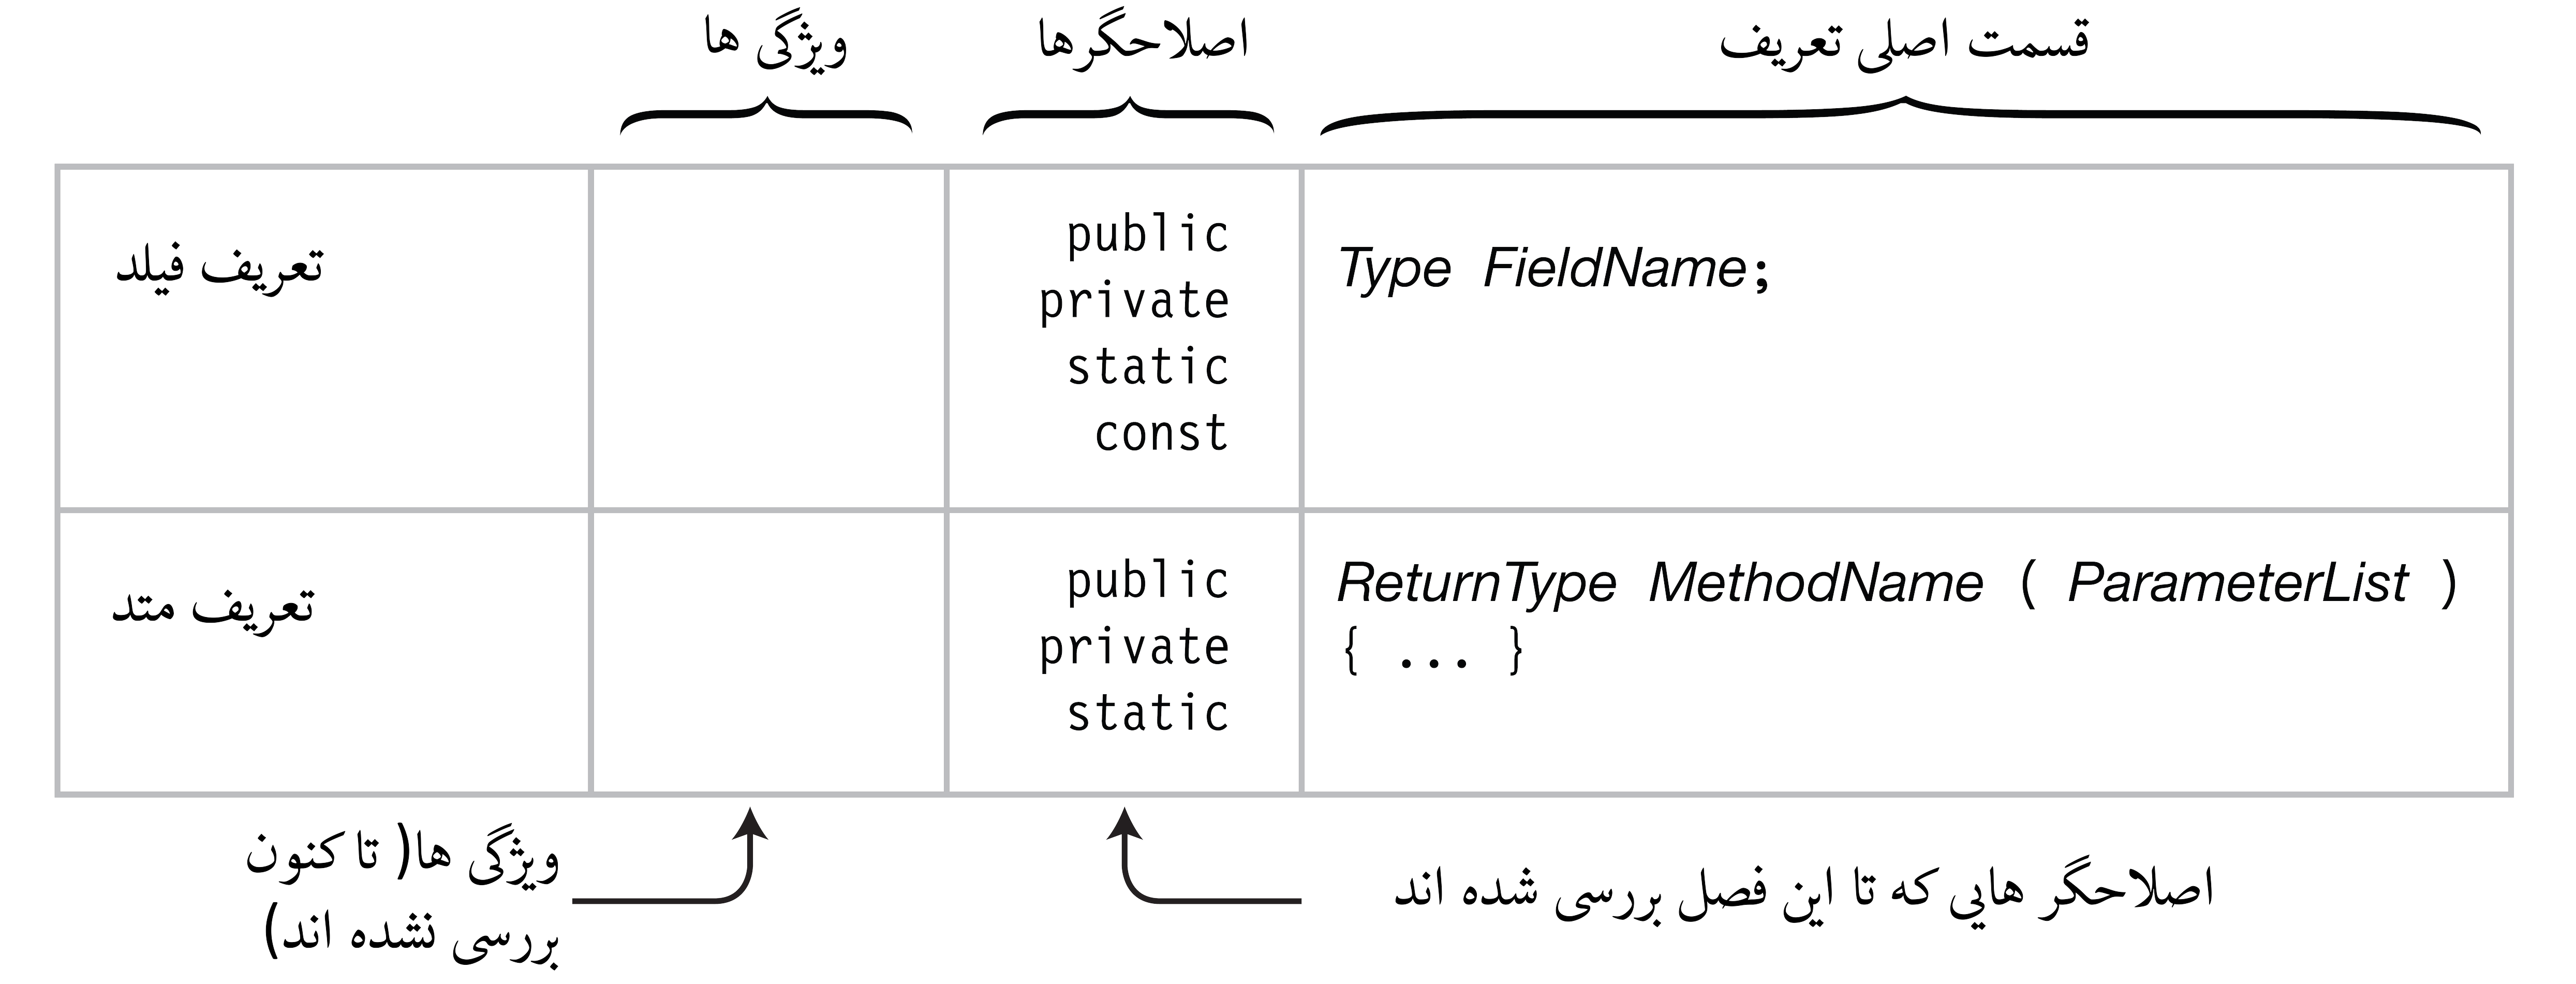 ویژگی ها
اصلاحگرها
قسمت اصلی تعریف
تعریف فیلد
public
private
static
const
Type FieldName;
تعریف متد
public
private
static
ReturnType MethodName ( ParameterList )
{ ... }
ویژگی ها( تا کنون
بررسی نشده اند)
اصلاحگر هایی که تا این فصل بررسی شده اند